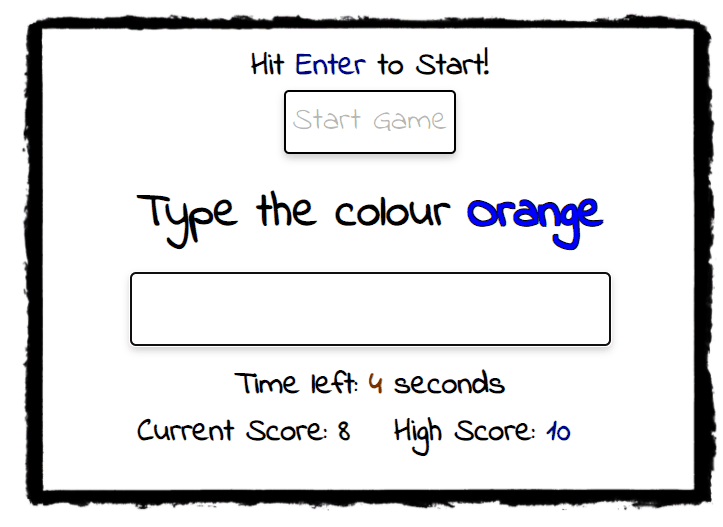 Hit Enter to Start!
Start Game
Type the colour orange
Time left: 4 seconds
Current Score: 8 High Score: 10